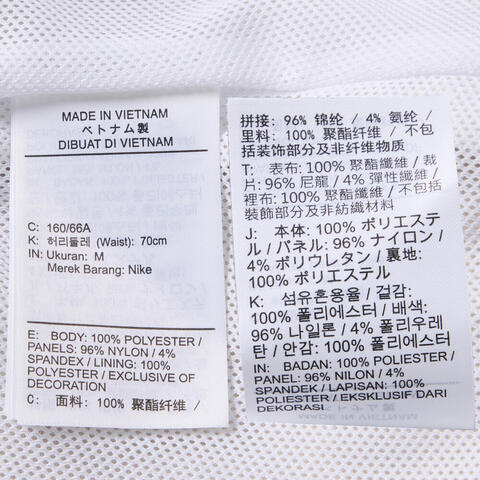 MADE IN VIETNAM
ベトナム製
DIBUAT DI VIETNAM
C: 160/66A
K: 허리둘레 (Waist): 70cm
IN: Ukuran: M
Merek Barang: Nike
E: BODY: 100% POLYESTER /
PANELS: 96% NYLON / 4%
SPANDEX / LINING: 100%
POLYESTER / EXCLUSIVE OF
DECORATION
C: 面料: 100% 聚酯纤维 /
拼接: 96% 锦纶 / 4% 氨纶 /
里料: 100% 聚酯纤维 / 不包
括装饰部分及非纤维物质
T: 表布: 100% 聚酯纖維 / 裁
片: 96% 尼龍 / 4% 彈性纖維 /
裡布: 100% 聚酯纖維 / 不包括
裝飾部分及非紡織材料
J: 本体: 100% ポリエステ
ル / パネル: 96% ナイロン /
4% ポリウレタン / 裏地:
100% ポリエステル
K: 섬유혼용율 / 겉감:
100% 폴리에스터 / 배색:
96% 나일론 / 4% 폴리우레
탄 / 안감: 100% 폴리에스터
IN: BADAN: 100% POLIESTER /
PANEL: 96% NILON / 4%
SPANDEK / LAPISAN: 100%
POLIESTER / EKSKLUSIF DARI
DEKORASI